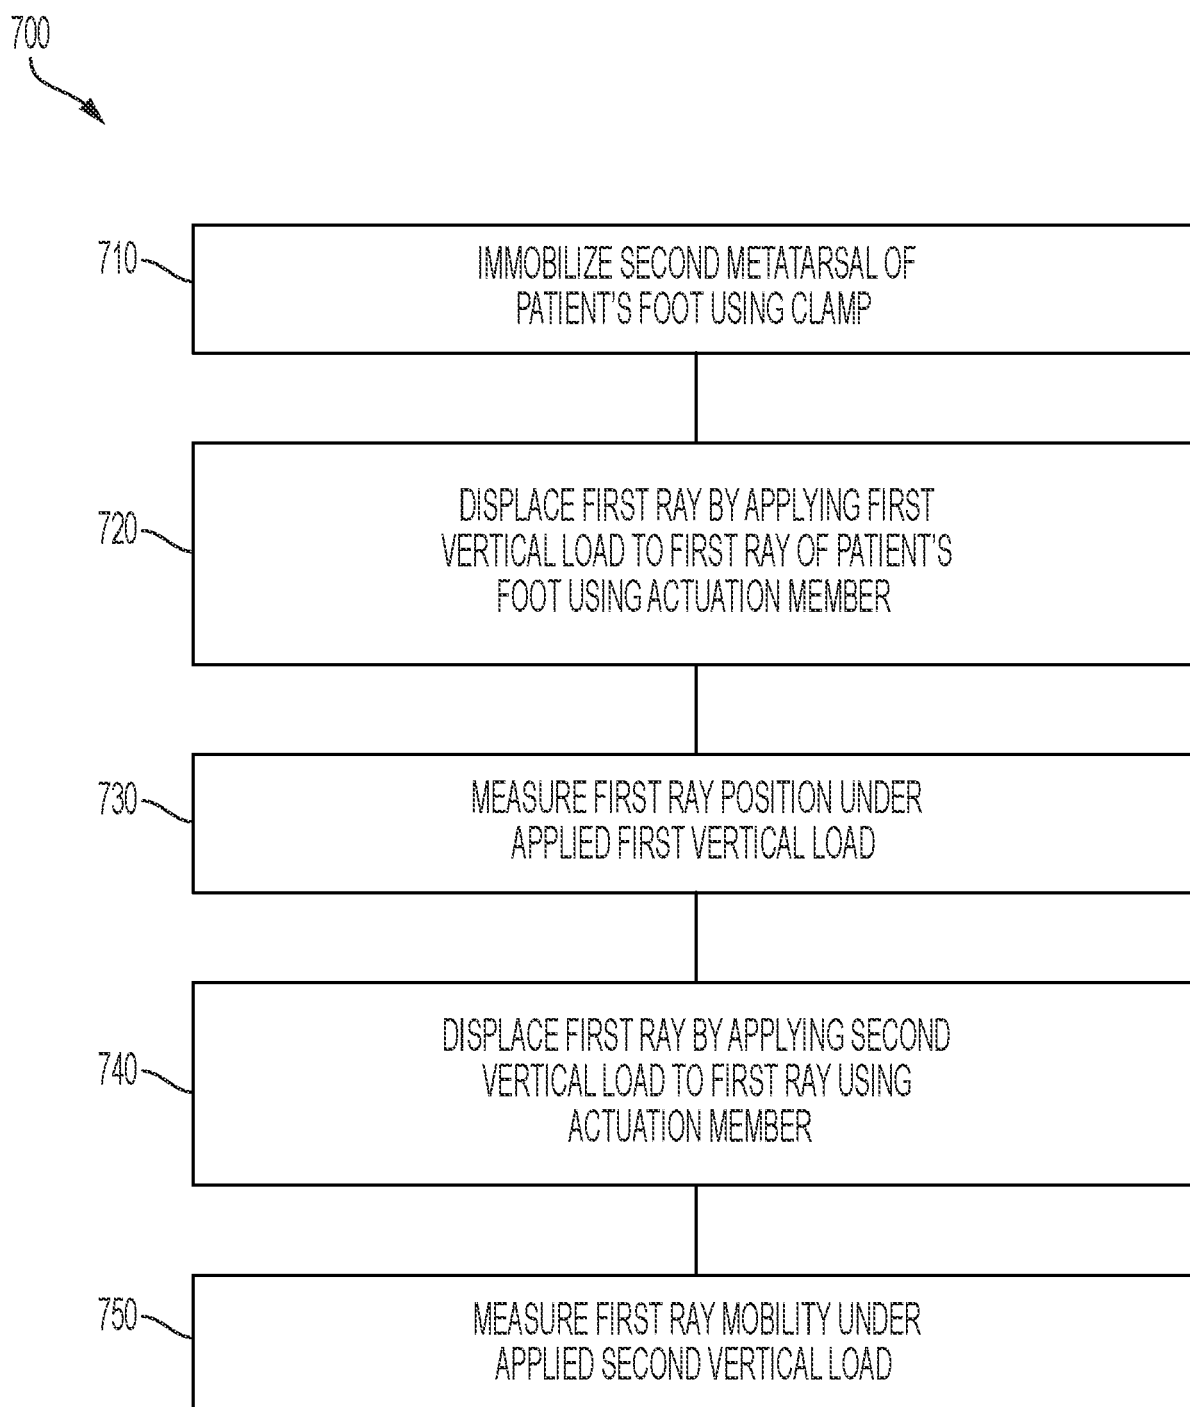 700
710
IMMOBILIZE SECOND METATARSAL OF
PATIENT'S FOOT USING CLAMP
720
DISPLACE FIRST RAY BY APPLYING FIRST
VERTICAL LOAD TO FIRST RAY OF PATIENT'S
FOOT USING ACTUATION MEMBER
730
MEASURE FIRST RAY POSITION UNDER
APPLIED FIRST VERTICAL LOAD
740
DISPLACE FIRST RAY BY APPLYING SECOND
VERTICAL LOAD TO FIRST RAY USING
ACTUATION MEMBER
750
MEASURE FIRST RAY MOBILITY UNDER
APPLIED SECOND VERTICAL LOAD